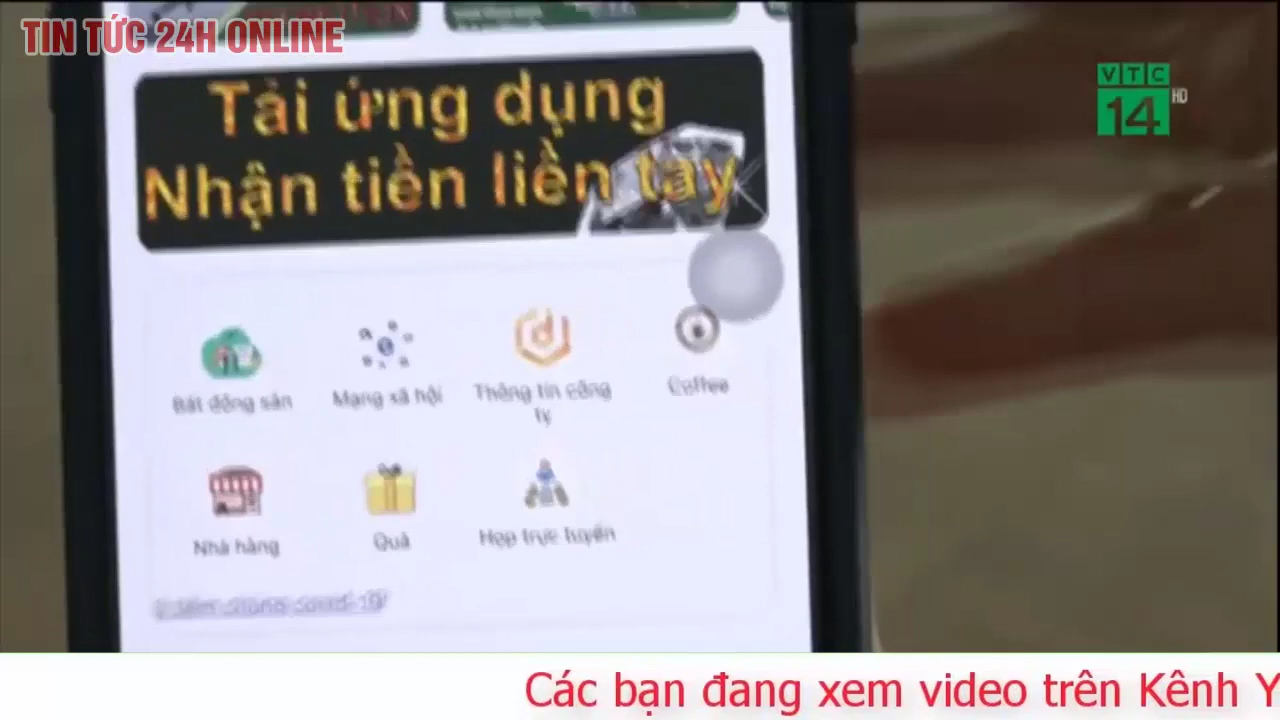 TIN TỨC 24H ONLINE
VTC
14 HD
Tải ứng dụng
Nhận tiền liền tay
Bất động sản
Mạng xã hội
Thông tin công
ty
Coffee
Nhà hàng
Quà
Họp trực tuyến
covid-19
Các bạn đang xem video trên Kênh Y